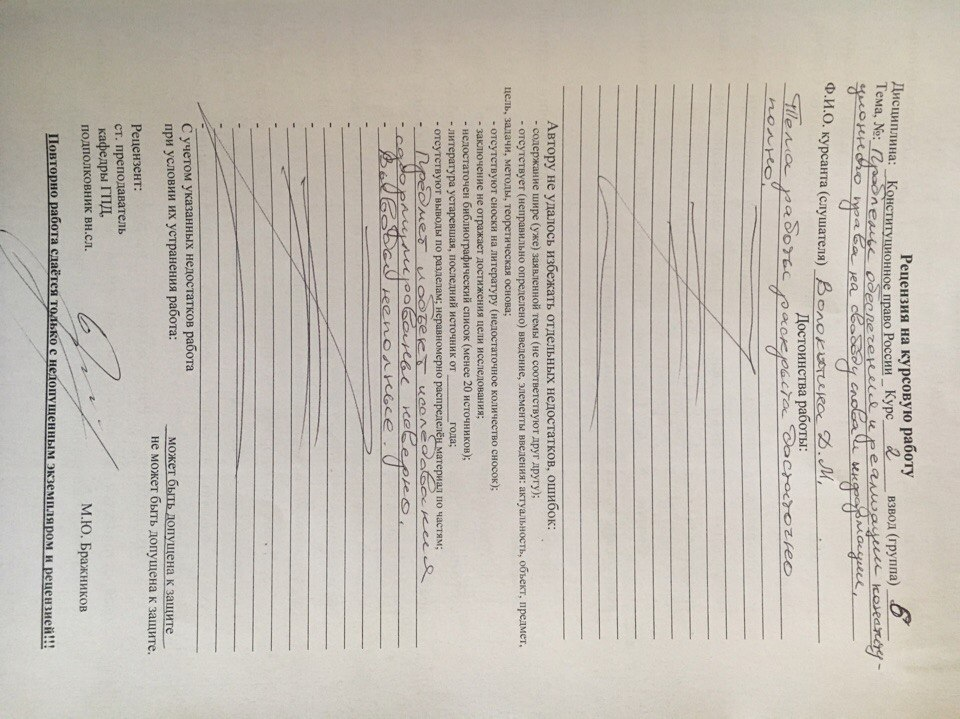 Рецензия на курсовую работу
Дисциплина: Конституционное право России Курс 2 взвод (группа) 6
Тема, №: Проблемы обеспечения и реализации конститу-
ционного права на свободу слова и информации,
Ф.И.О. курсанта (слушателя) Волокитина Д.М.
Достоинства работы:
Тема работы раскрыта достаточно
полно.
Автору не удалось избежать отдельных недостатков, ошибок:
- содержание шире (уже) заявленной темы (не соответствуют друг другу);
- отсутствует (неправильно определено) введение, элементы введения: актуальность, объект, предмет,
цель, задачи, методы, теоретическая основа;
- отсутствуют сноски на литературу (недостаточное количество сносок);
- заключение не отражает достижения цели исследования;
- недостаточен библиографический список (менее 20 источников);
- литература устаревшая, последний источник от ______ года;
- отсутствуют выводы по разделам; неравномерно распределён материал по частям;
- Предмет и объект исследования
- сформулированы неверно.
- Выводы неполные.
-
-
-
-
-
-
-
-
С учетом указанных недостатков работа
при условии их устранения работа:
может быть допущена к защите
не может быть допущена к защите.
Рецензент:
ст. преподаватель
кафедры ГПД,
подполковник вн.сл.
М.Ю. Бражников
Повторно работа сдаётся только с недопущенным экземпляром и рецензией!!!